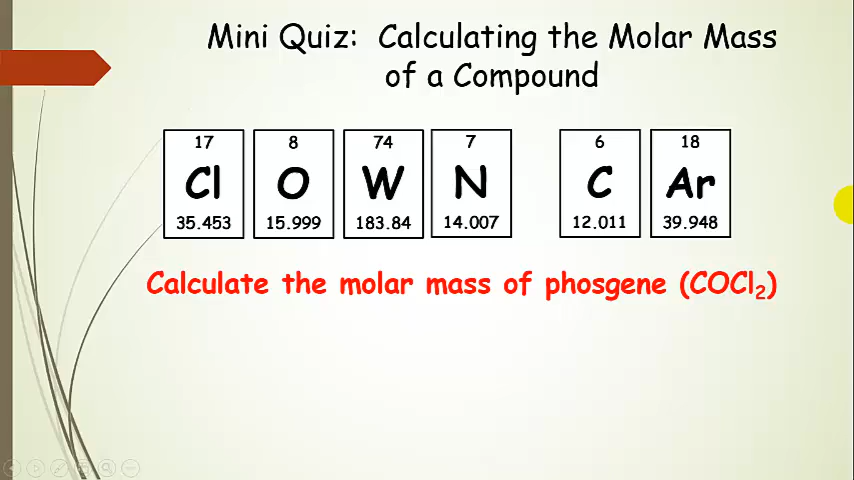 Mini Quiz: Calculating the Molar Mass
of a Compound
17 8 74 7 6 18
Cl O W N C Ar
35.453 15.999 183.84 14.007 12.011 39.948
Calculate the molar mass of phosgene (COCl₂)